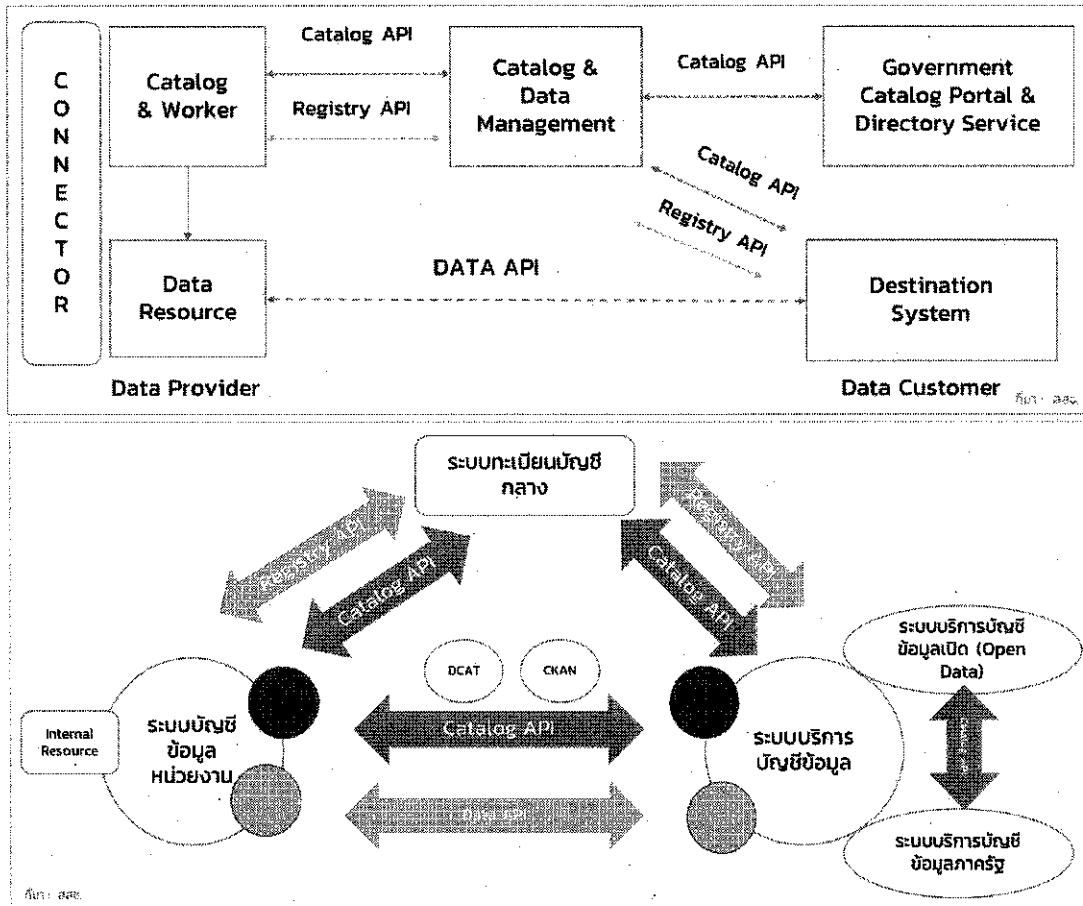 CONNECTOR
Catalog
& Worker
Catalog API
Registry API
Catalog &
Data
Management
Catalog API
Government
Catalog Portal &
Directory Service
Catalog API
Registry API
Data
Resource
DATA API
Destination
System
Data Provider
Data Customer
ที่มา : สสช.
ระบบทะเบียนบัญชี
กลาง
Registry API
Catalog API
Registry API
Catalog API
DCAT
CKAN
Catalog API
Internal
Resource
ระบบบัญชี
ข้อมูล
หน่วยงาน
ระบบบริการ
บัญชีข้อมูล
ระบบบริการบัญชี
ข้อมูลเปิด (Open
Data)
Data API
ระบบบริการบัญชี
ข้อมูลภาครัฐ
ที่มา : สสช.